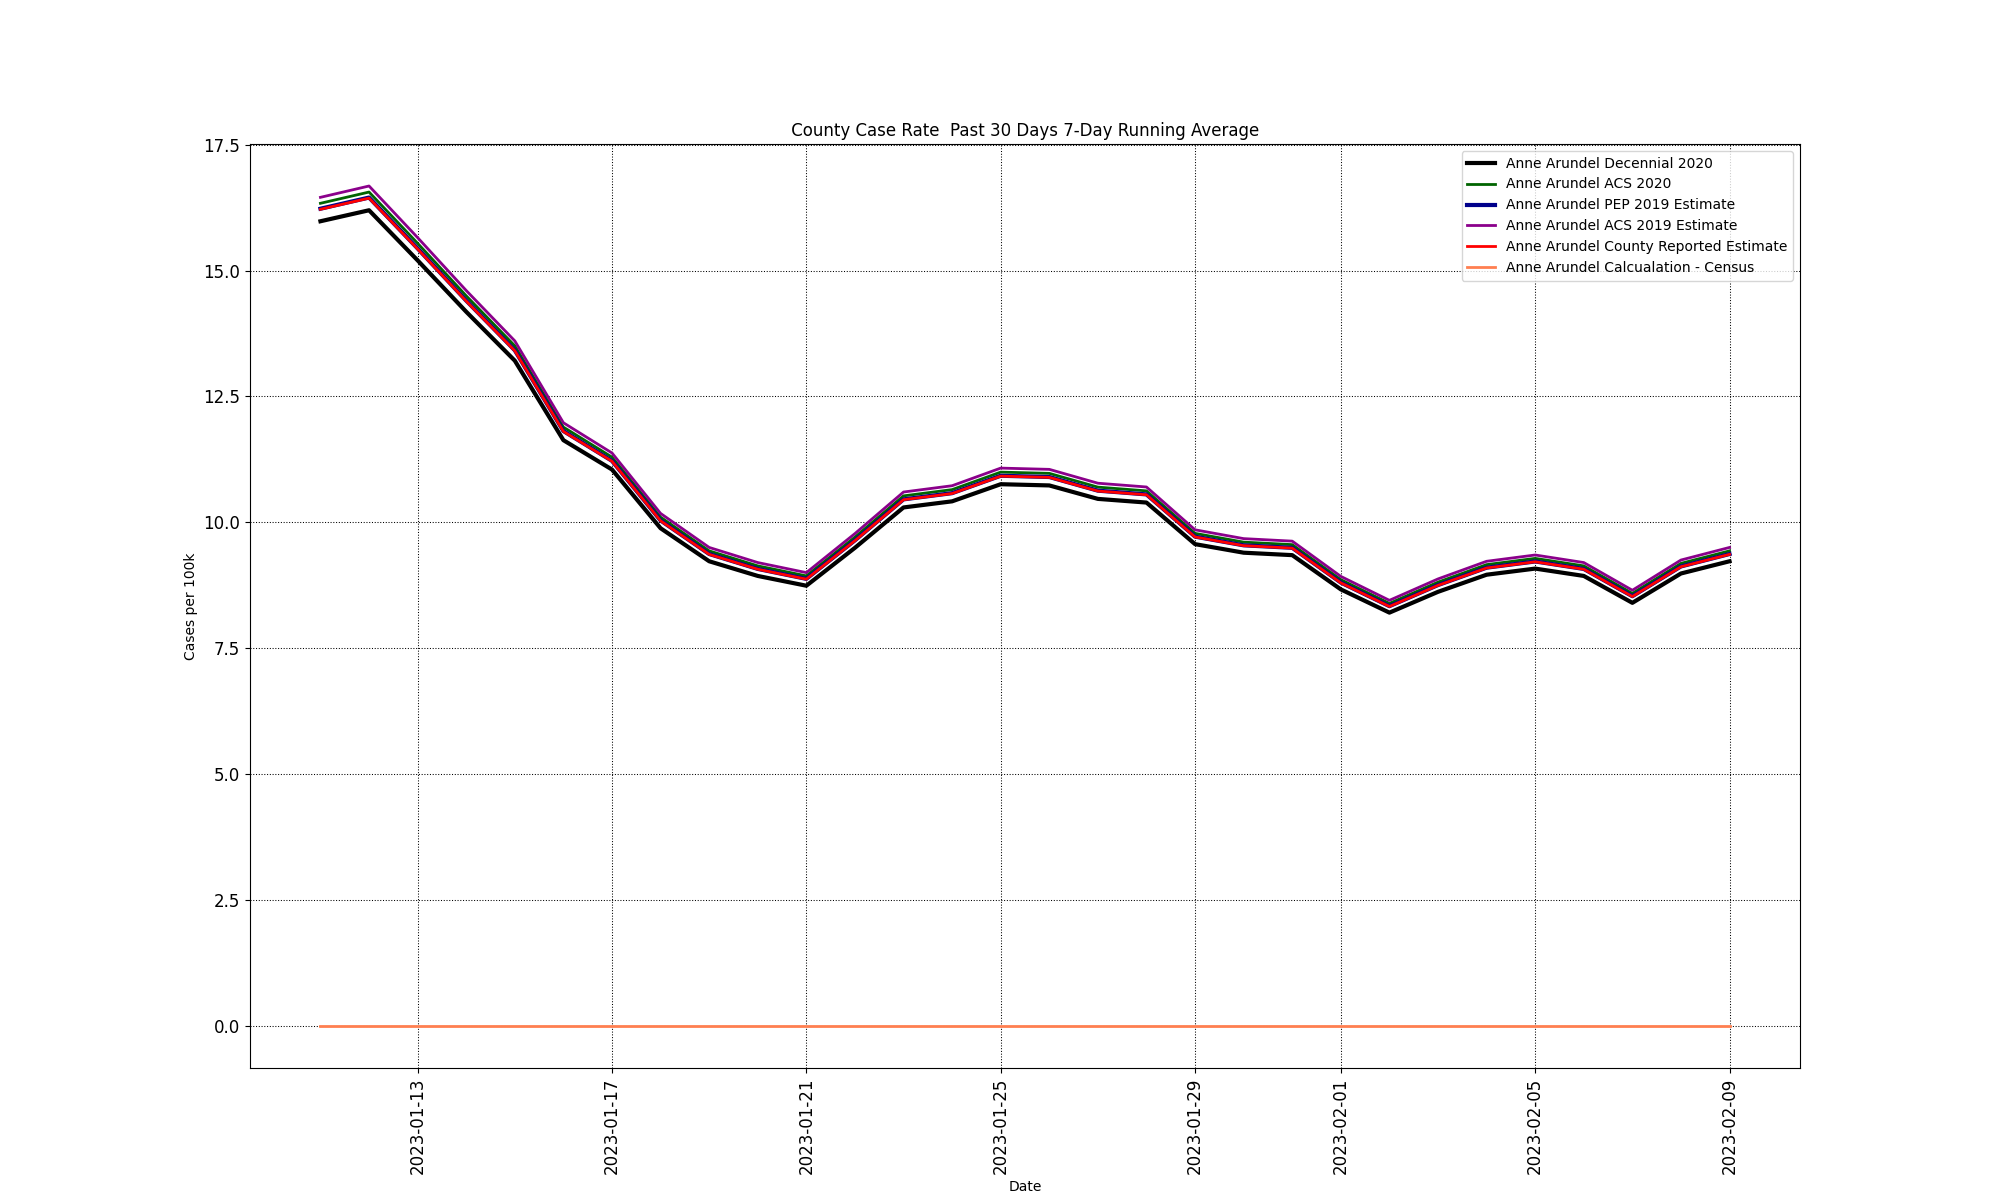 County Case Rate  Past 30 Days 7-Day Running Average
17.5
15.0
12.5
10.0
7.5
5.0
2.5
0.0
Cases per 100k
Anne Arundel Decennial 2020
Anne Arundel ACS 2020
Anne Arundel PEP 2019 Estimate
Anne Arundel ACS 2019 Estimate
Anne Arundel County Reported Estimate
Anne Arundel Calcualation - Census
2023-01-13
2023-01-17
2023-01-21
2023-01-25
2023-01-29
2023-02-01
2023-02-05
2023-02-09
Date